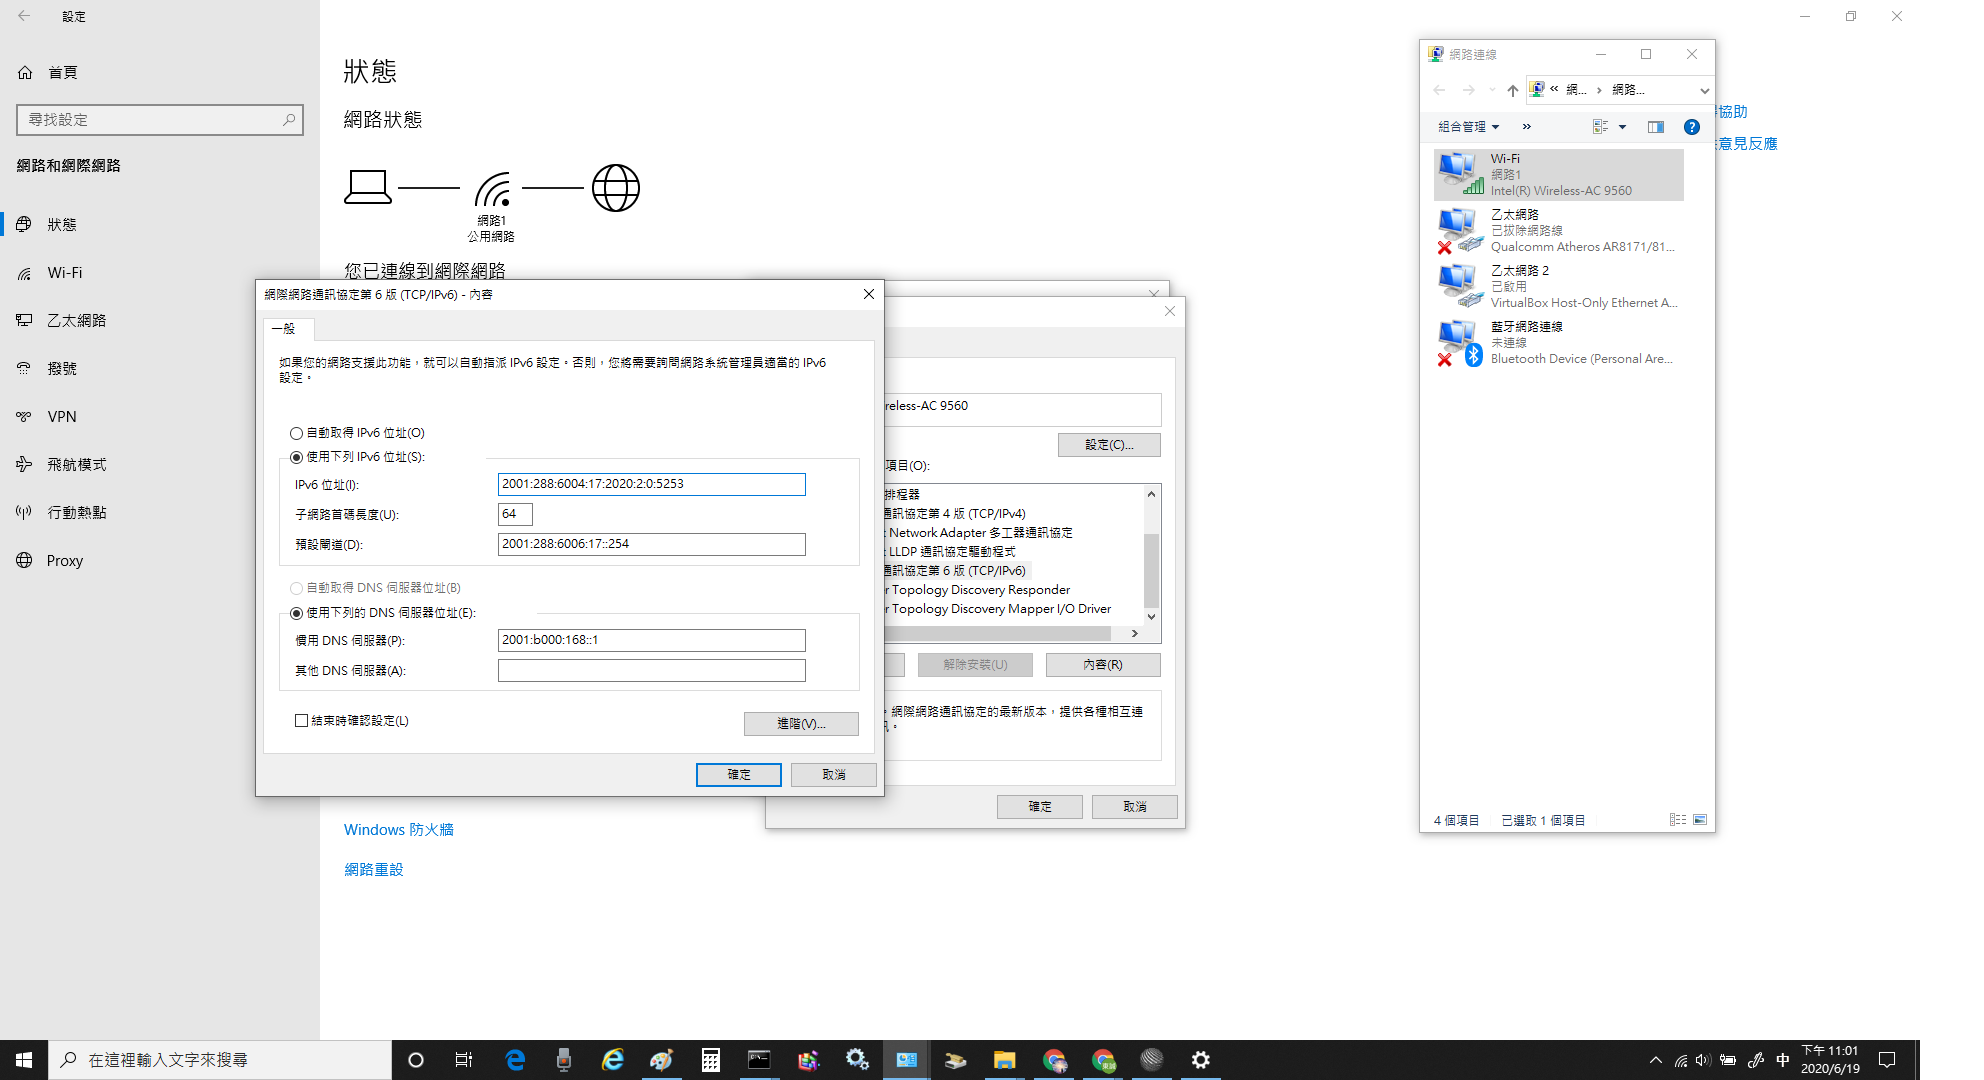 設定
首頁
尋找設定
網路和網際網路
狀態
Wi-Fi
乙太網路
撥號
VPN
飛航模式
行動熱點
Proxy
狀態
網路狀態
網路1
公用網路
您已連線到網際網路
Windows 防火牆
網路重設
協助
意見反應
網際網路通訊協定第 6 版 (TCP/IPv6) - 內容
一般
如果您的網路支援此功能，就可以自動指派 IPv6 設定。否則，您將需要詢問網路系統管理員適當的 IPv6
設定。
自動取得 IPv6 位址(O)
使用下列 IPv6 位址(S):
IPv6 位址(I):
2001:288:6004:17:2020:2:0:5253
子網路首碼長度(U):
64
預設閘道(D):
2001:288:6006:17::254
自動取得 DNS 伺服器位址(B)
使用下列的 DNS 伺服器位址(E):
慣用 DNS 伺服器(P):
2001:b000:168::1
其他 DNS 伺服器(A):
結束時確認設定(L)
進階(V)...
確定
取消
reless-AC 9560
設定(C)...
項目(O):
排程器
通訊協定第 4 版 (TCP/IPv4)
t Network Adapter 多工器通訊協定
t LLDP 通訊協定驅動程式
通訊協定第 6 版 (TCP/IPv6)
r Topology Discovery Responder
r Topology Discovery Mapper I/O Driver
解除安裝(U)
內容(R)
。網際網路通訊協定的最新版本，提供各種相互連
訊。
確定
取消
網路連線
« 網... › 網路...
組合管理
»
Wi-Fi
網路1
Intel(R) Wireless-AC 9560
乙太網路
已拔除網路線
Qualcomm Atheros AR8171/81...
乙太網路 2
已啟用
VirtualBox Host-Only Ethernet A...
藍牙網路連線
未連線
Bluetooth Device (Personal Are...
4 個項目
已選取 1 個項目
在這裡輸入文字來搜尋
中
下午 11:01
2020/6/19